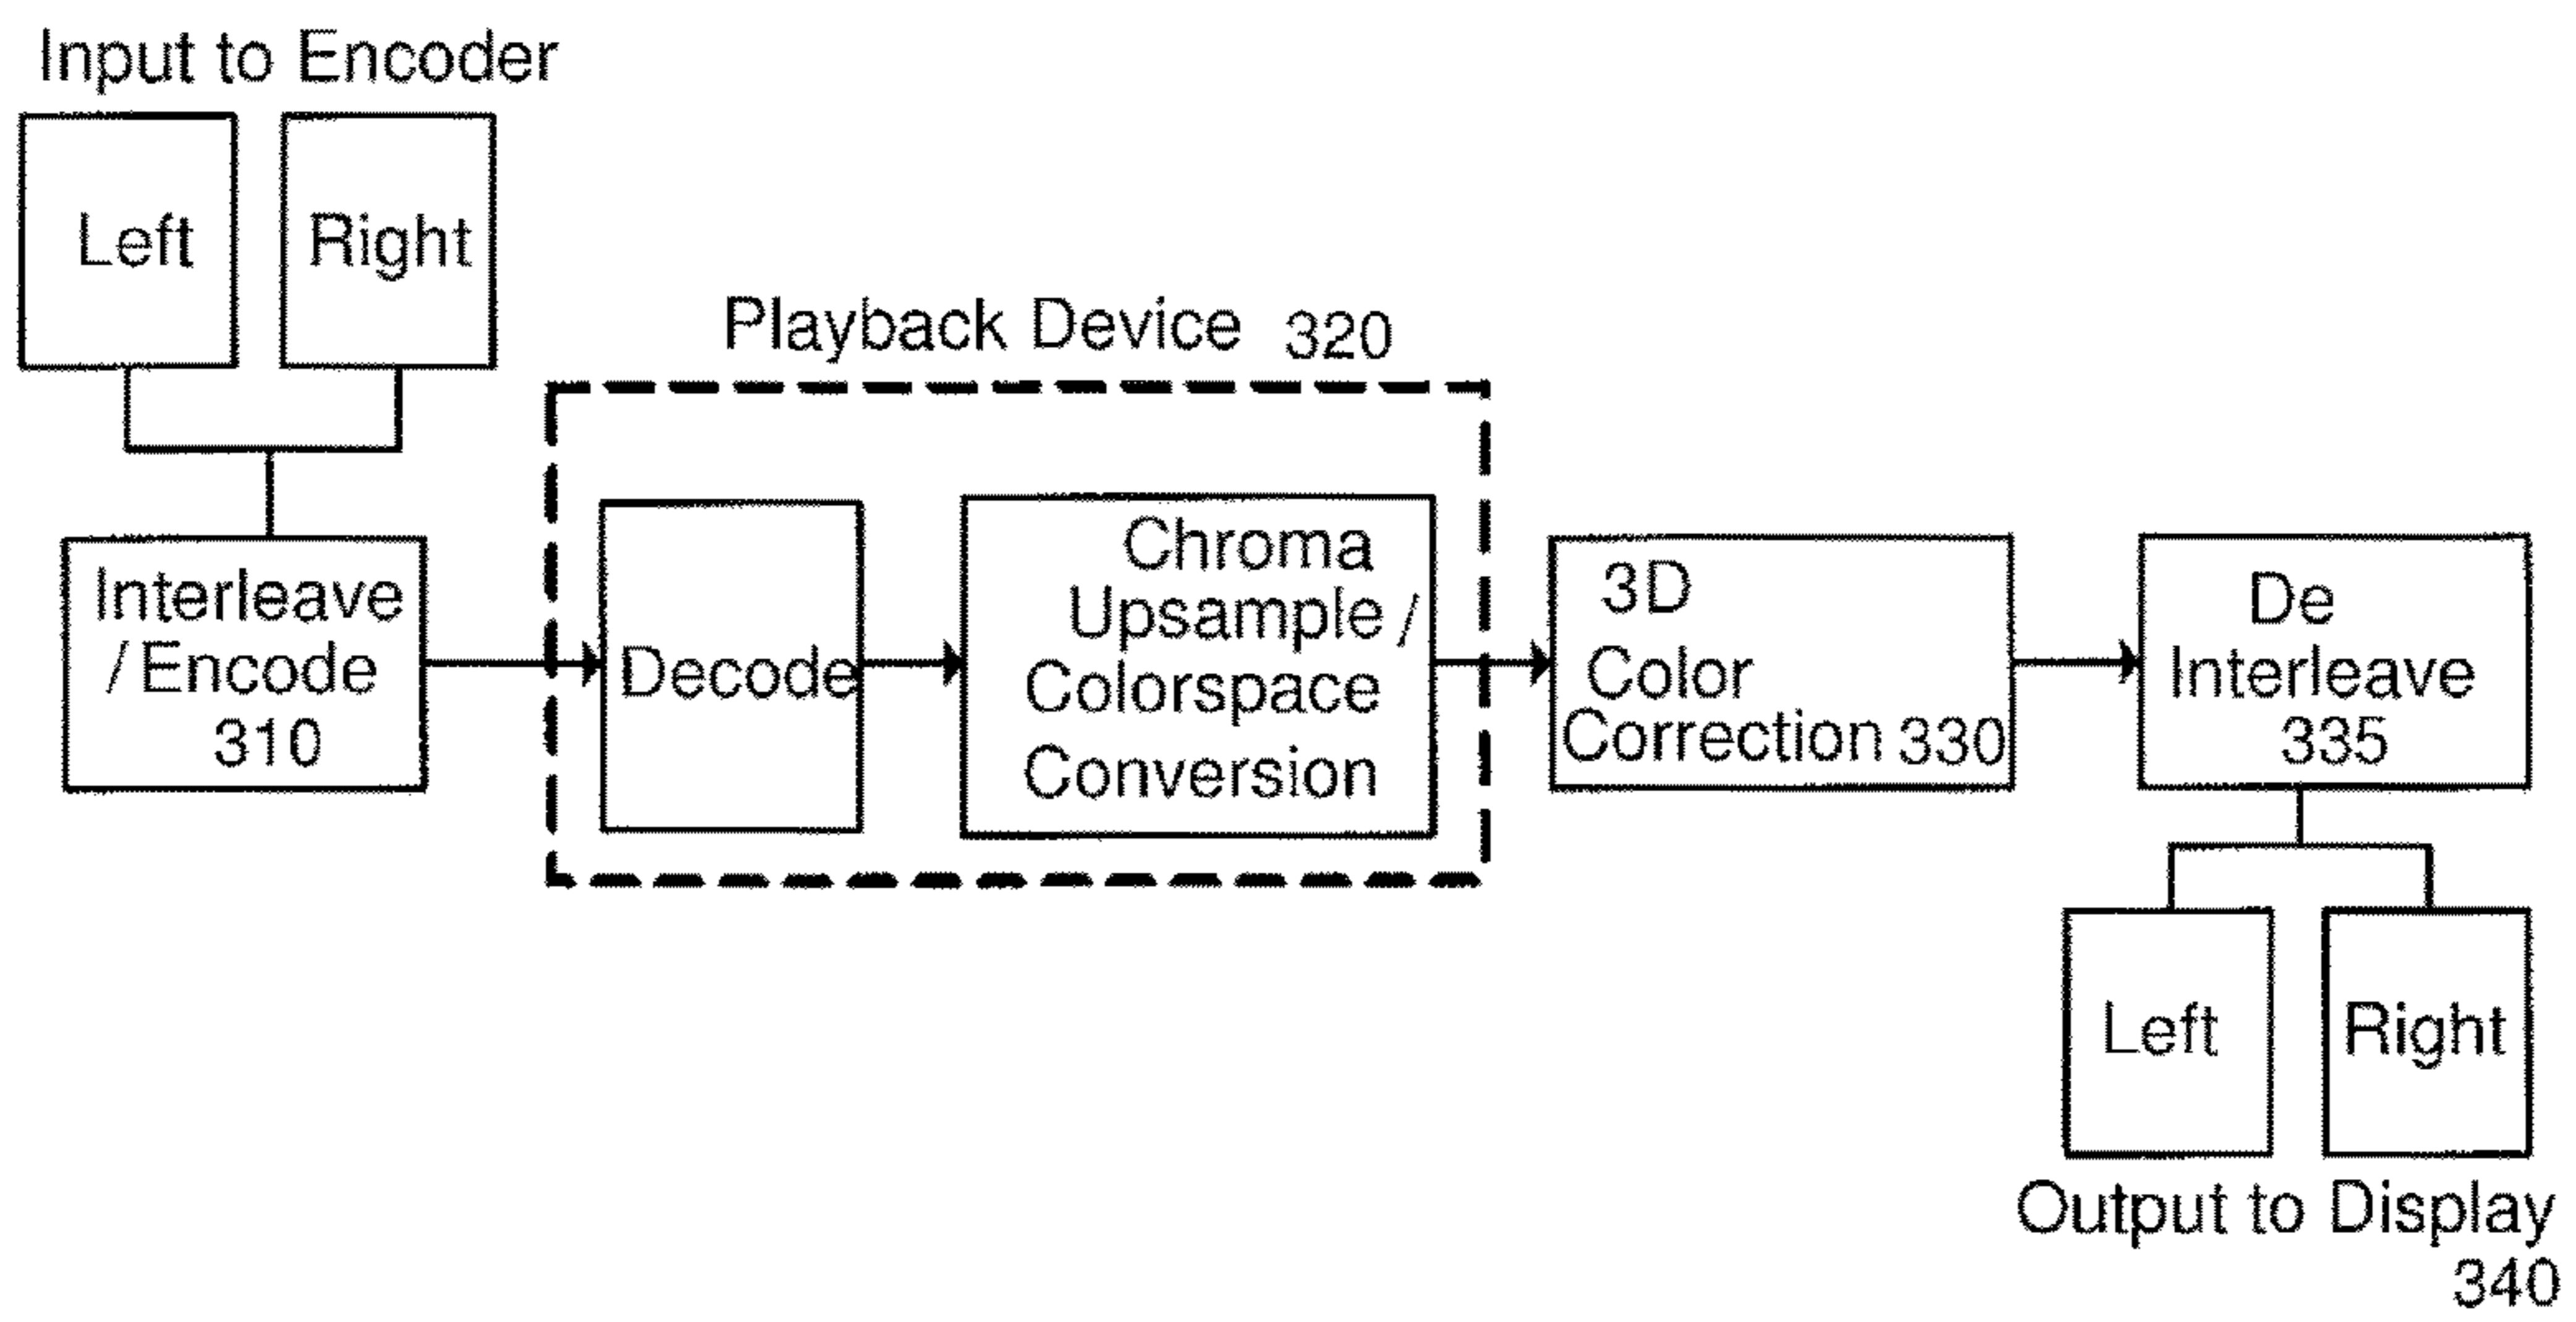 Input to Encoder
Left
Right
Interleave
/ Encode
310
Playback Device 320
Decode
Chroma
Upsample /
Colorspace
Conversion
3D
Color
Correction 330
De
Interleave
335
Left
Right
Output to Display
340